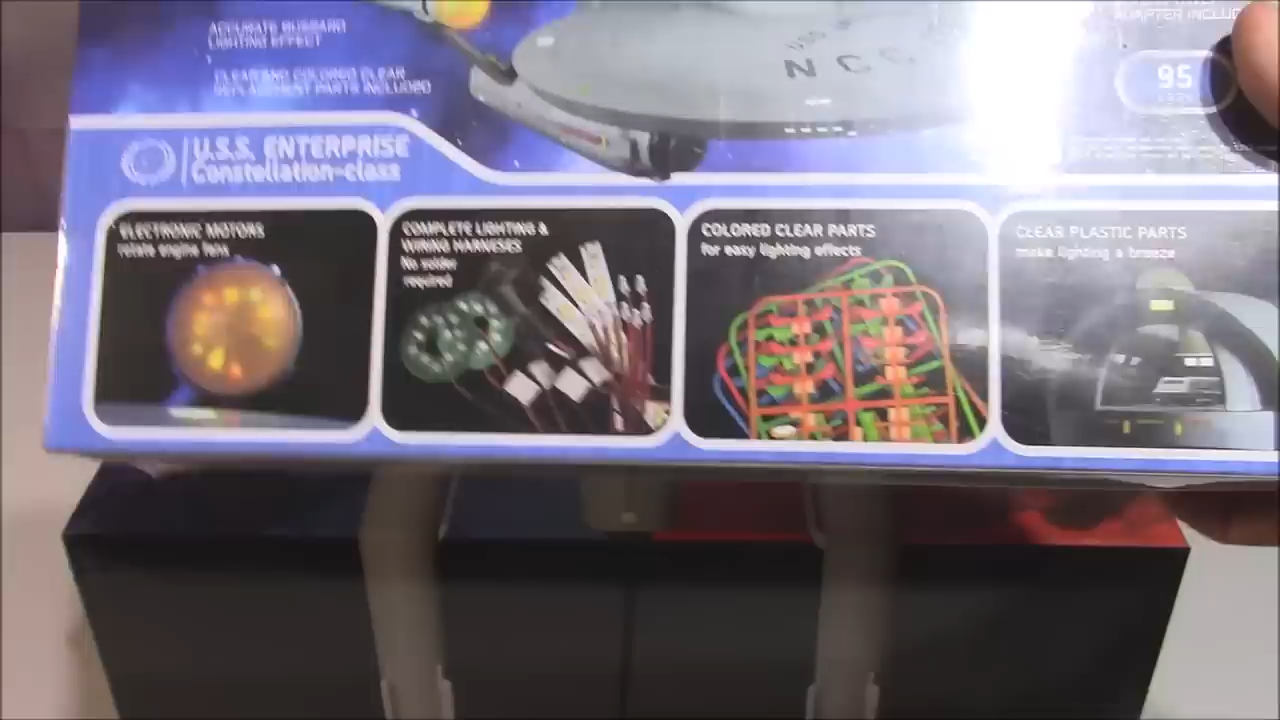 ACCURATE BUSSARD
LIGHTING EFFECT
CLEAR AND COLORED CLEAR
REPLACEMENT PARTS INCLUDED
ADAPTER
NCC
95
U.S.S. ENTERPRISE
Constellation-class
ELECTRONIC MOTORS
rotate engine fans
COMPLETE LIGHTING &
WIRING HARNESSES
No solder
required
COLORED CLEAR PARTS
for easy lighting effects
CLEAR PLASTIC PARTS
make lighting a breeze